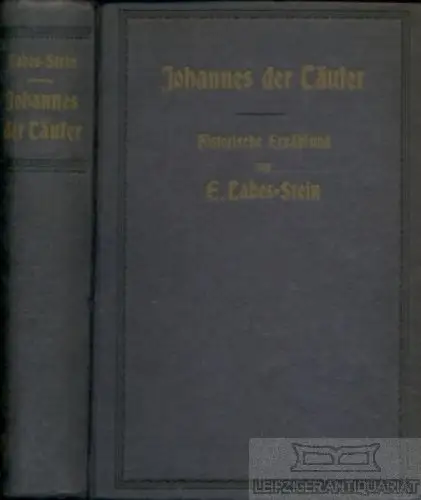 Labes-Stein
Johannes
der Täufer
Johannes der Täufer
Historische Erzählung
von
E. Labes-Stein
LEIPZIGER ANTIQUARIAT